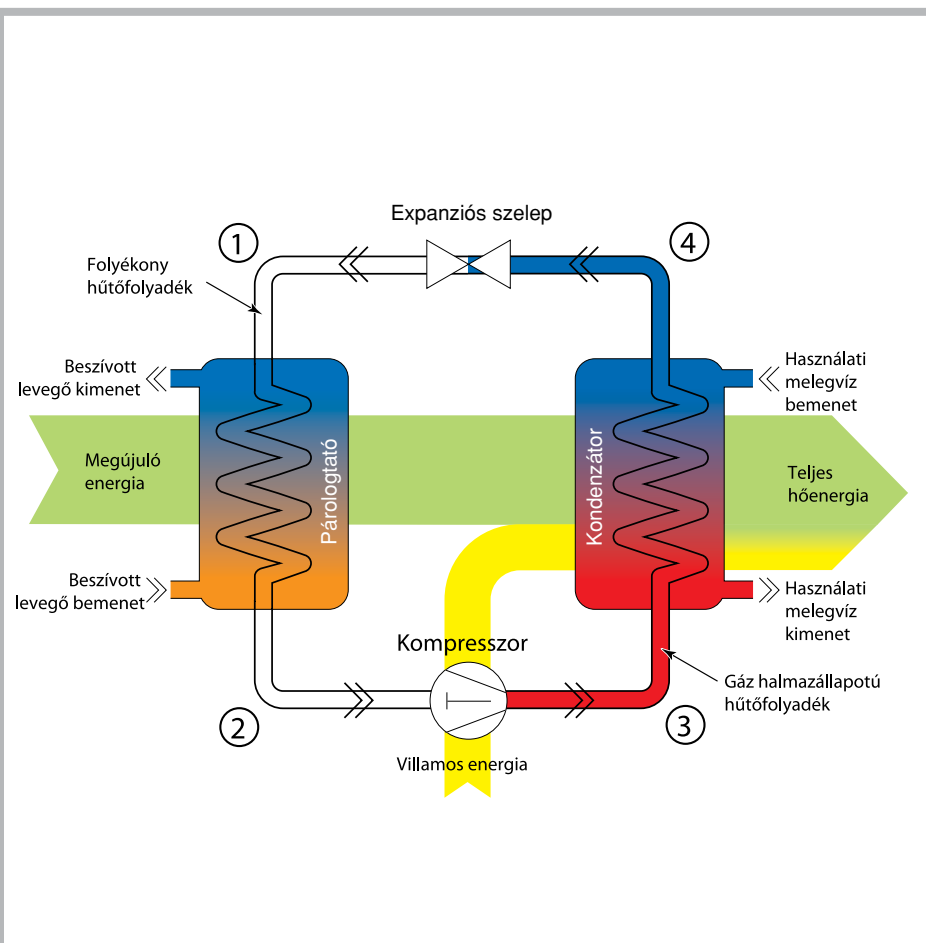 Expanziós szelep
1
4
Folyékony
hűtőfolyadék
Beszívott
levegő kimenet
Használati
melegvíz
bemenet
Megújuló
energia
Párologtató
Kondenzátor
Teljes
hőenergia
Beszívott
levegő bemenet
Használati
melegvíz
kimenet
Kompresszor
Gáz halmazállapotú
hűtőfolyadék
2
3
Villamos energia